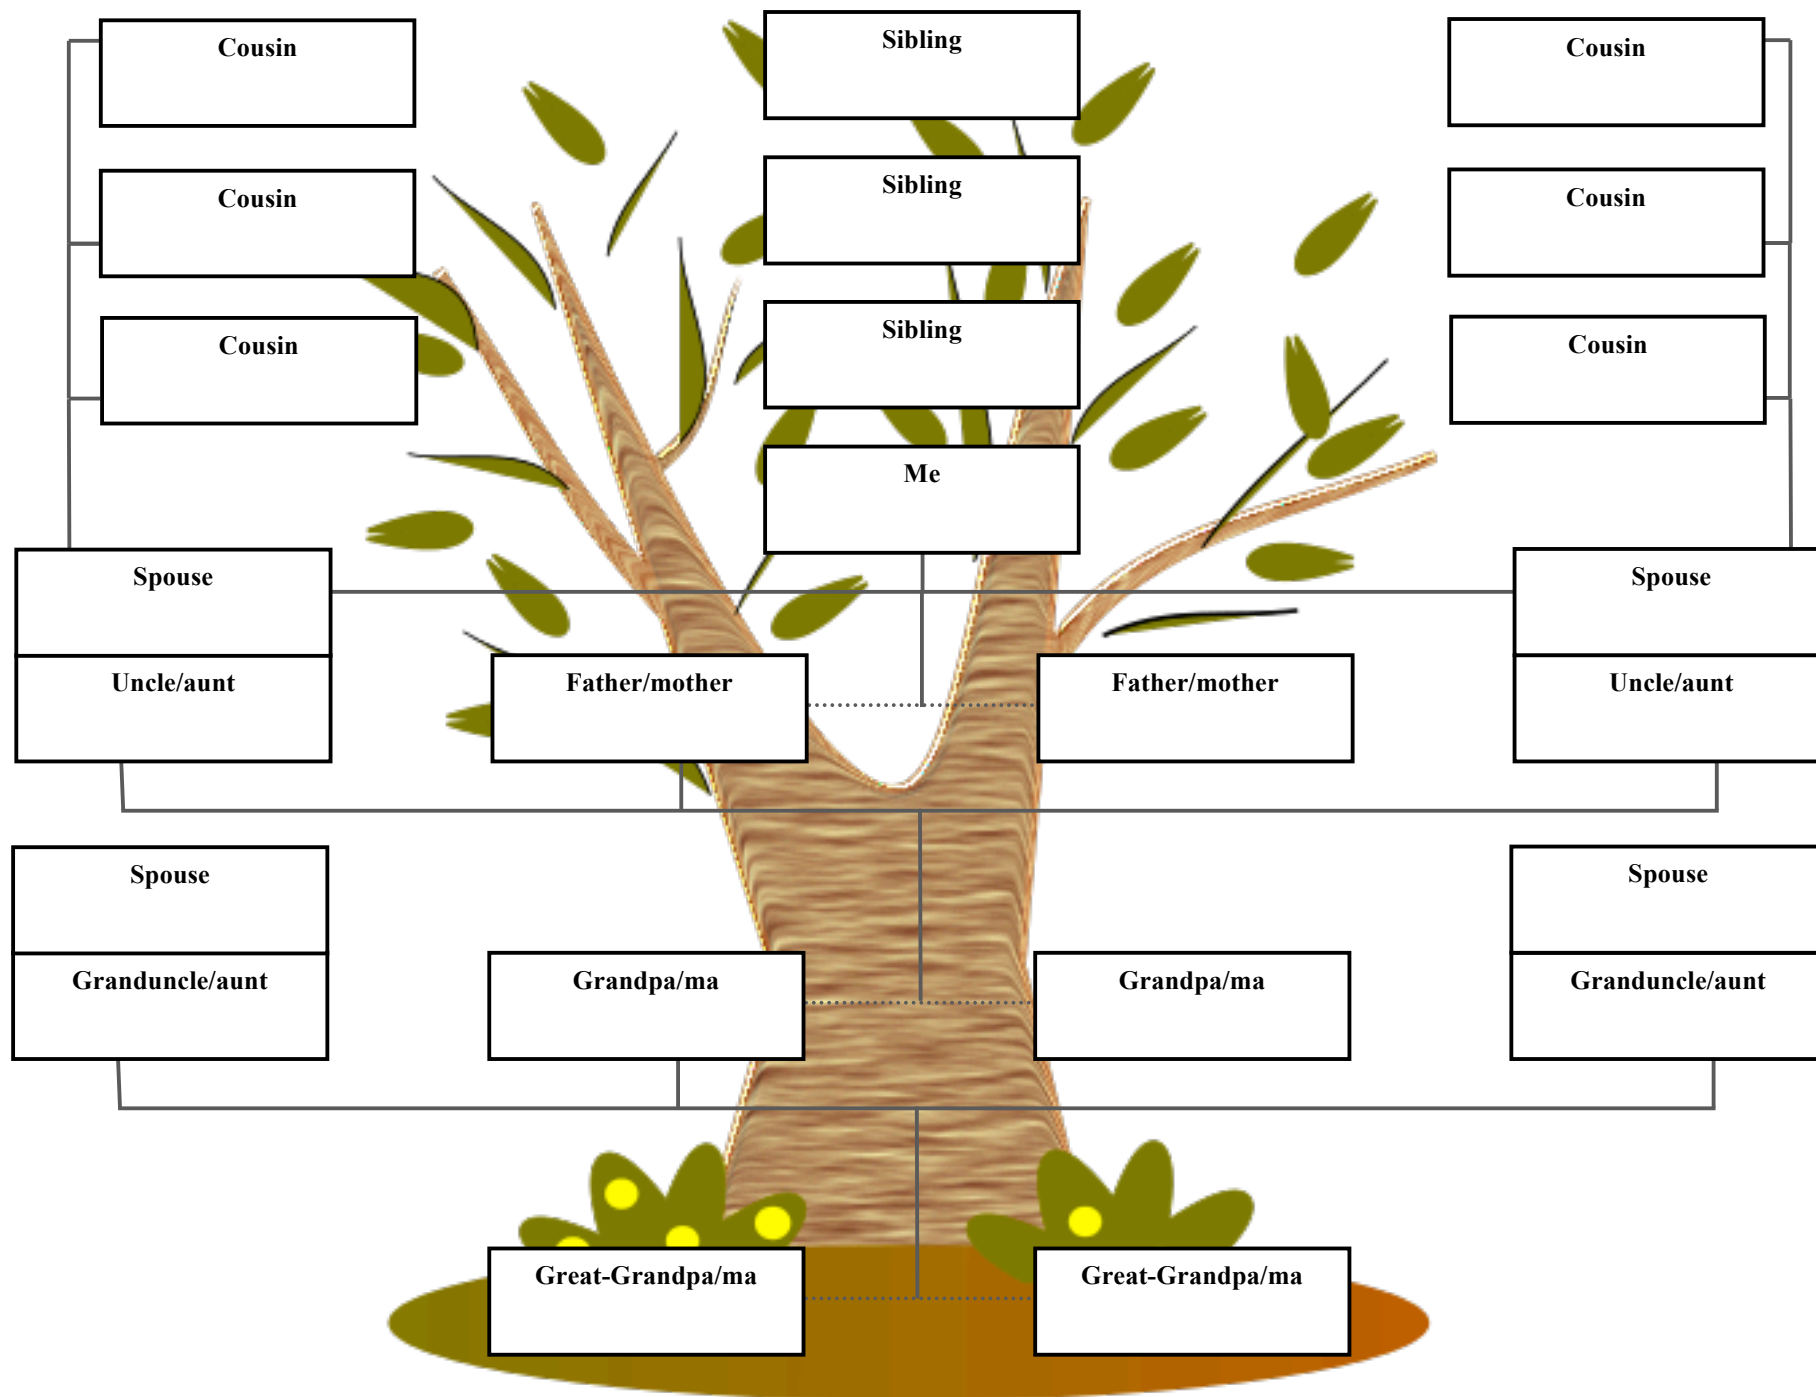 Cousin
Sibling
Cousin
Cousin
Sibling
Cousin
Cousin
Sibling
Cousin
Me
Spouse
Spouse
Uncle/aunt
Father/mother
Father/mother
Uncle/aunt
Spouse
Spouse
Granduncle/aunt
Grandpa/ma
Grandpa/ma
Granduncle/aunt
Great-Grandpa/ma
Great-Grandpa/ma